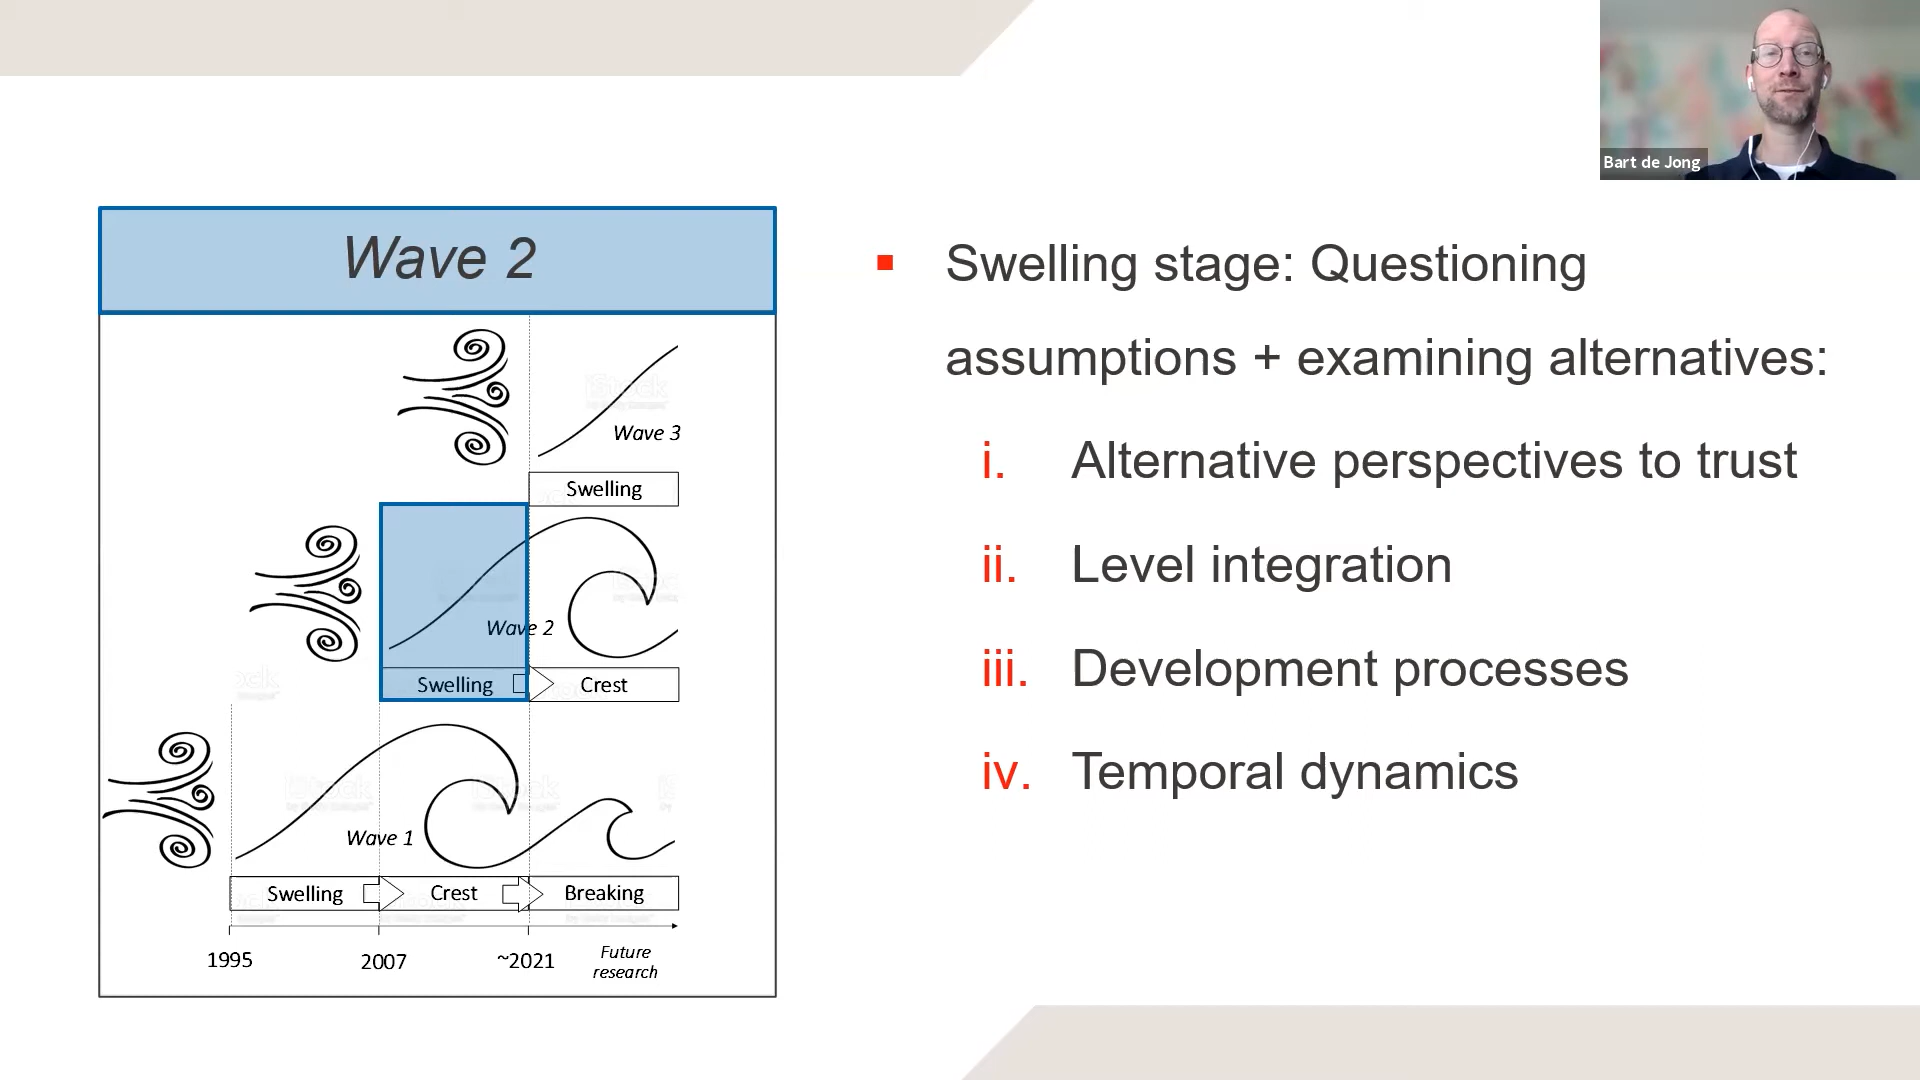 Bart de Jong
Wave 2
Swelling stage: Questioning
assumptions + examining alternatives:
i. Alternative perspectives to trust
ii. Level integration
iii. Development processes
iv. Temporal dynamics
Wave 3
Swelling
Wave 2
Swelling
Crest
Wave 1
Swelling
Crest
Breaking
1995
2007
~2021
Future
research